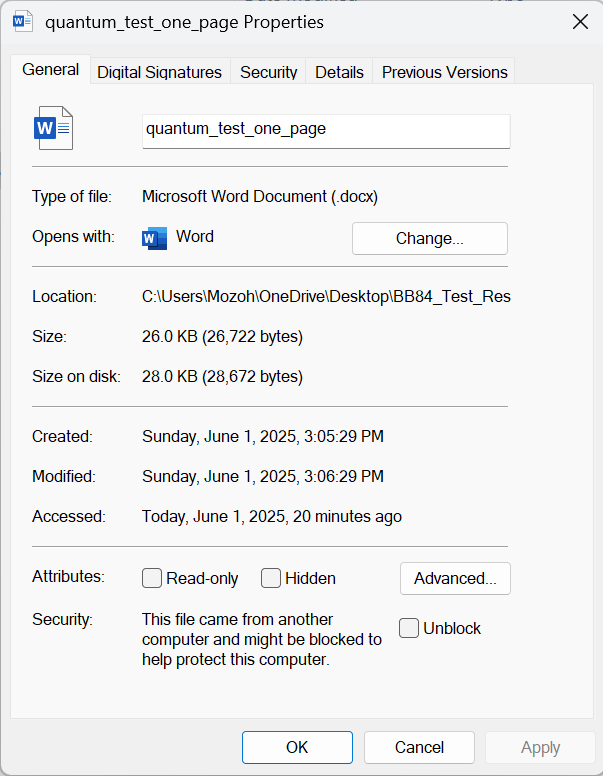 quantum_test_one_page Properties
General Digital Signatures Security Details Previous Versions
W
quantum_test_one_page
Type of file: Microsoft Word Document (.docx)
Opens with: W Word Change...
Location: C:\Users\Mozoh\OneDrive\Desktop\BB84_Test_Res
Size: 26.0 KB (26,722 bytes)
Size on disk: 28.0 KB (28,672 bytes)
Created: Sunday, June 1, 2025, 3:05:29 PM
Modified: Sunday, June 1, 2025, 3:06:29 PM
Accessed: Today, June 1, 2025, 20 minutes ago
Attributes: Read-only Hidden Advanced...
Security: This file came from another
computer and might be blocked to Unblock
help protect this computer.
OK Cancel Apply